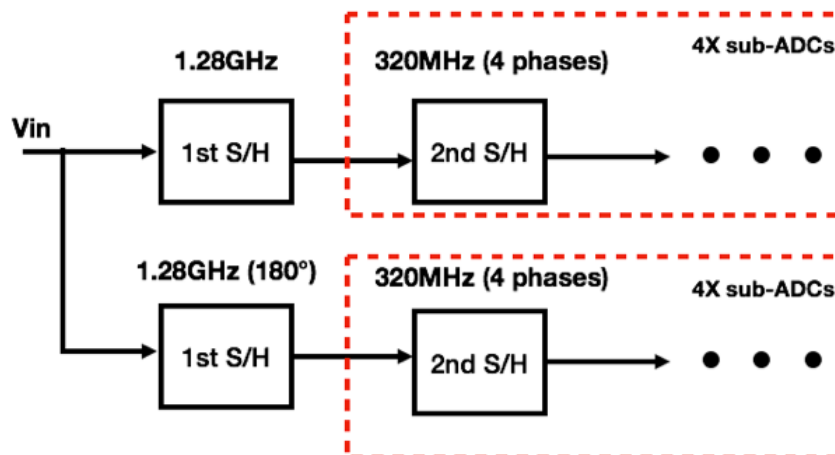 4X sub-ADCs
1.28GHz
320MHz (4 phases)
Vin
1st S/H
2nd S/H
1.28GHz (180°)
320MHz (4 phases)
4X sub-ADCs
1st S/H
2nd S/H